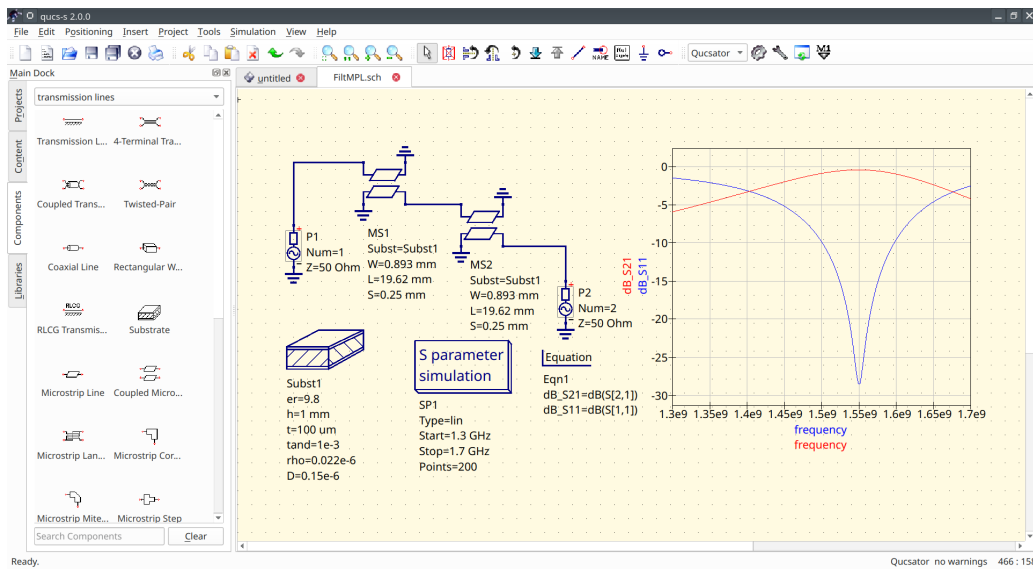 qucs-s 2.0.0
File Edit Positioning Insert Project Tools Simulation View Help
NAME
Qucsator
M1
Main Dock
Projects
Content
Components
Libraries
transmission lines
Transmission L... 4-Terminal Tra...
Coupled Trans... Twisted-Pair
Coaxial Line Rectangular W...
RLCG
RLCG Transmis... Substrate
Microstrip Line Coupled Micro...
Microstrip Lan... Microstrip Cor...
Microstrip Mite... Microstrip Step
Search Components Clear
untitled FiltMPL.sch
P1
Num=1
Z=50 Ohm
MS1
Subst=Subst1
W=0.893 mm
L=19.62 mm
S=0.25 mm
MS2
Subst=Subst1
W=0.893 mm
L=19.62 mm
S=0.25 mm
P2
Num=2
Z=50 Ohm
Subst1
er=9.8
h=1 mm
t=100 um
tand=1e-3
rho=0.022e-6
D=0.15e-6
S parameter
simulation
SP1
Type=lin
Start=1.3 GHz
Stop=1.7 GHz
Points=200
Equation
Eqn1
dB_S21=dB(S[2,1])
dB_S11=dB(S[1,1])
dB_S21
dB_S11
0
-5
-10
-15
-20
-25
-30
1.3e9 1.35e9 1.4e9 1.45e9 1.5e9 1.55e9 1.6e9 1.65e9 1.7e9
frequency
frequency
Ready.
Qucsator no warnings 466 : 158